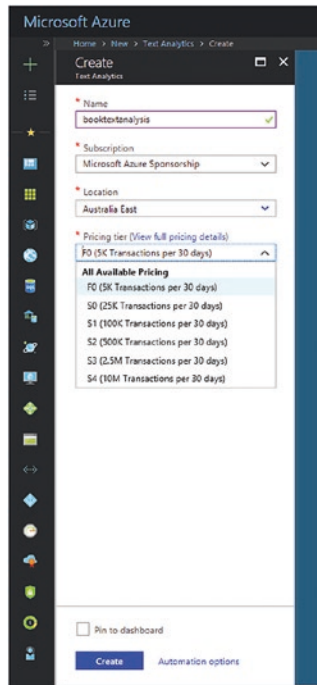 Microsoft Azure
» Home > New > Text Analytics > Create
Create
Text Analytics
* Name
booktextanalysis
* Subscription
Microsoft Azure Sponsorship
* Location
Australia East
* Pricing tier (View full pricing details)
F0 (5K Transactions per 30 days)
All Available Pricing
F0 (5K Transactions per 30 days)
S0 (25K Transactions per 30 days)
S1 (100K Transactions per 30 days)
S2 (500K Transactions per 30 days)
S3 (2.5M Transactions per 30 days)
S4 (10M Transactions per 30 days)
Pin to dashboard
Create Automation options